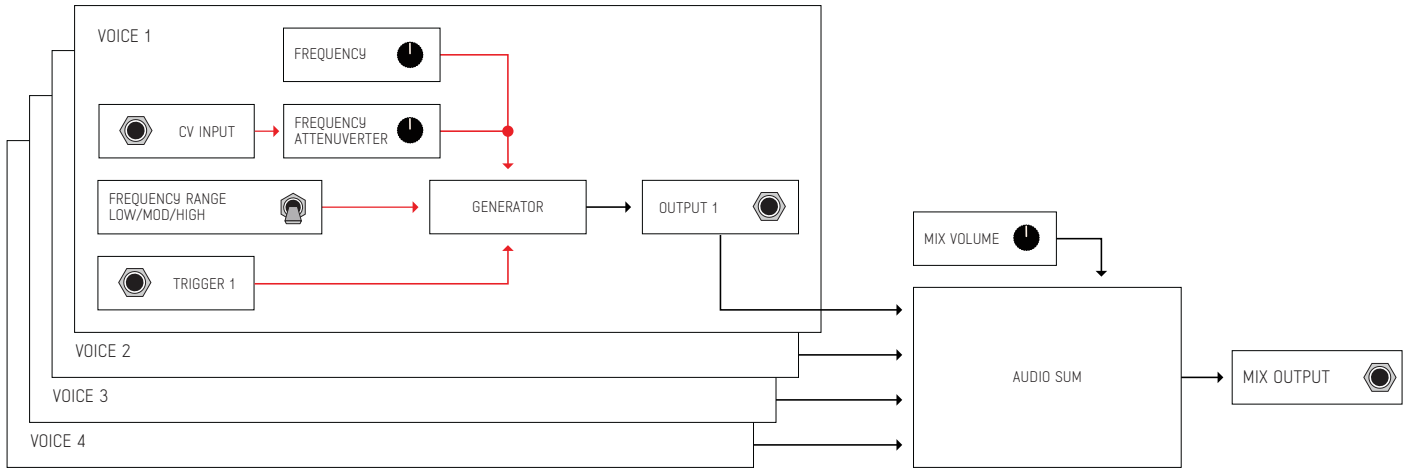 VOICE 1
FREQUENCY
CV INPUT
FREQUENCY
ATTENUVERTER
FREQUENCY RANGE
LOW/MOD/HIGH
GENERATOR
OUTPUT 1
TRIGGER 1
MIX VOLUME
AUDIO SUM
MIX OUTPUT
VOICE 2
VOICE 3
VOICE 4